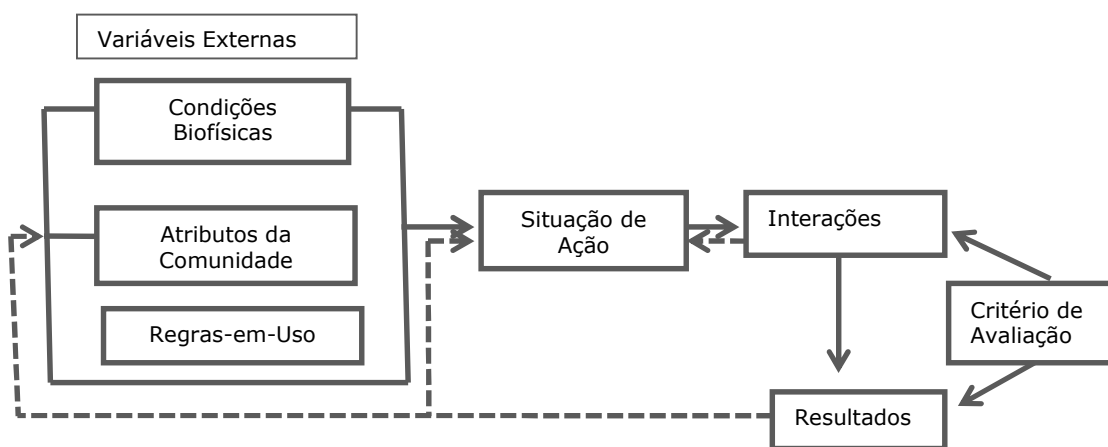 Variáveis Externas
Condições
Biofísicas
Atributos da
Comunidade
Regras-em-Uso
Situação de
Ação
Interações
Critério de
Avaliação
Resultados